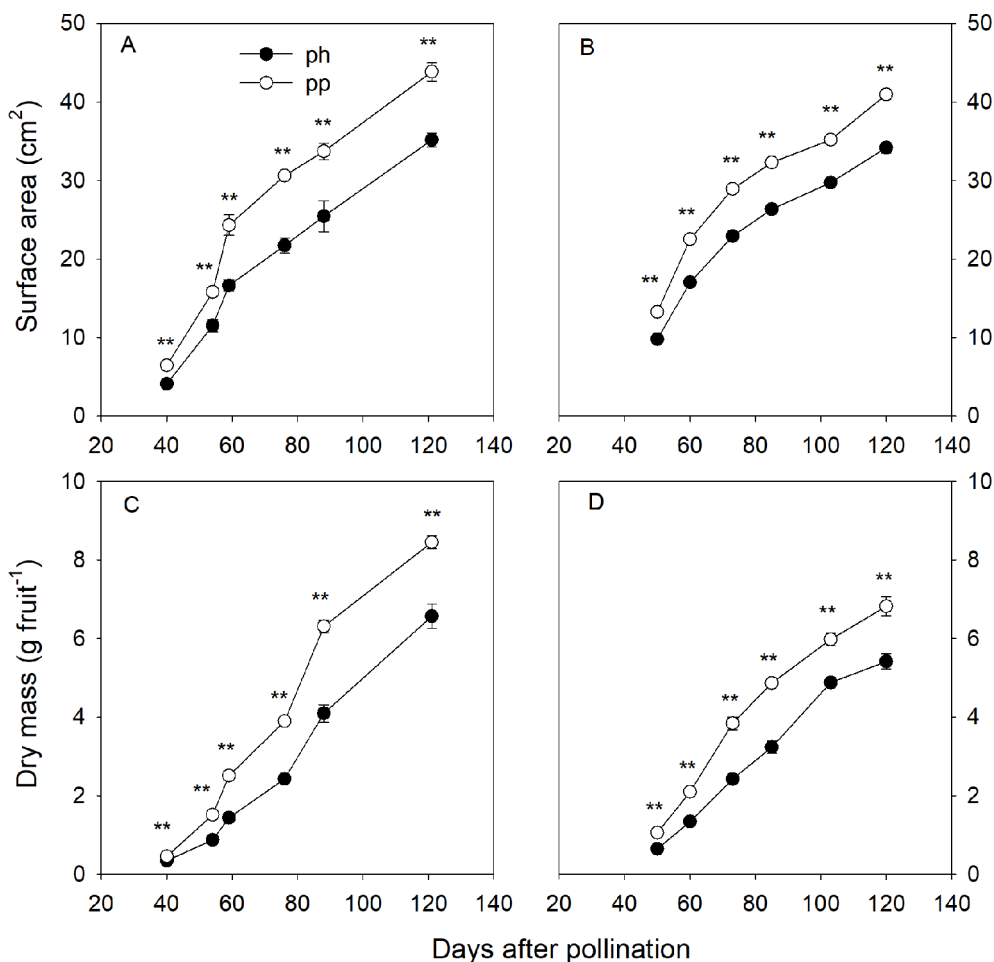 A
ph
pp
B
Surface area (cm²)
50
40
30
20
10
0
** ** ** ** ** **
** ** ** ** ** **
50
40
30
20
10
0
20 40 60 80 100 120 140
20 40 60 80 100 120 140
C
D
Dry mass (g fruit⁻¹)
10
8
6
4
2
0
** ** ** ** ** **
** ** ** ** ** **
10
8
6
4
2
0
20 40 60 80 100 120 140
20 40 60 80 100 120 140
Days after pollination